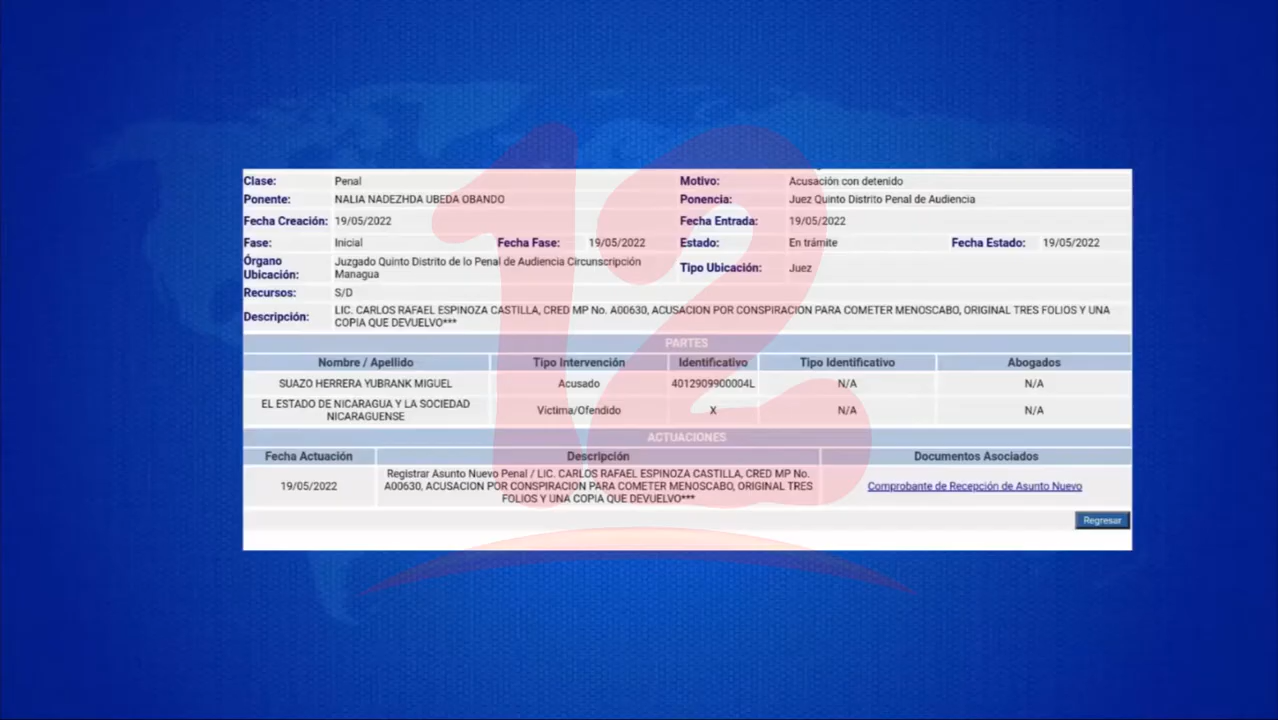 Clase: Penal Motivo: Acusación con detenido
Ponente: NALIA NADEZHDA UBEDA OBANDO Ponencia: Juez Quinto Distrito Penal de Audiencia
Fecha Creación: 19/05/2022 Fecha Entrada: 19/05/2022
Fase: Inicial Fecha Fase: 19/05/2022 Estado: En trámite Fecha Estado: 19/05/2022
Órgano Ubicación: Juzgado Quinto Distrito de lo Penal de Audiencia Circunscripción Managua Tipo Ubicación: Juez
Recursos: S/D
Descripción: LIC. CARLOS RAFAEL ESPINOZA CASTILLA, CRED MP No. A00630, ACUSACION POR CONSPIRACION PARA COMETER MENOSCABO, ORIGINAL TRES FOLIOS Y UNA
COPIA QUE DEVUELVO***
PARTES
Nombre / Apellido Tipo Intervención Identificativo Tipo Identificativo Abogados
SUAZO HERRERA YUBRANK MIGUEL Acusado 4012909900004L N/A N/A
EL ESTADO DE NICARAGUA Y LA SOCIEDAD NICARAGUENSE Víctima/Ofendido X N/A N/A
ACTUACIONES
Fecha Actuación Descripción Documentos Asociados
19/05/2022 Registrar Asunto Nuevo Penal / LIC. CARLOS RAFAEL ESPINOZA CASTILLA, CRED MP No.
A00630, ACUSACION POR CONSPIRACION PARA COMETER MENOSCABO, ORIGINAL TRES
FOLIOS Y UNA COPIA QUE DEVUELVO*** Comprobante de Recepción de Asunto Nuevo
Regresar
12